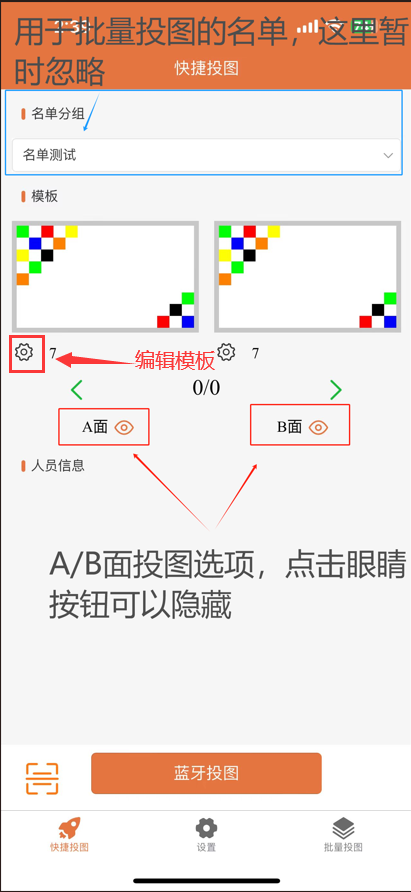 用于批量投图的名单，这里暂
时忽略
快捷投图
名单分组
名单测试
模板
7
7
编辑模板
0/0
A面
B面
人员信息
A/B面投图选项，点击眼睛
按钮可以隐藏
蓝牙投图
快捷投图
设置
批量投图